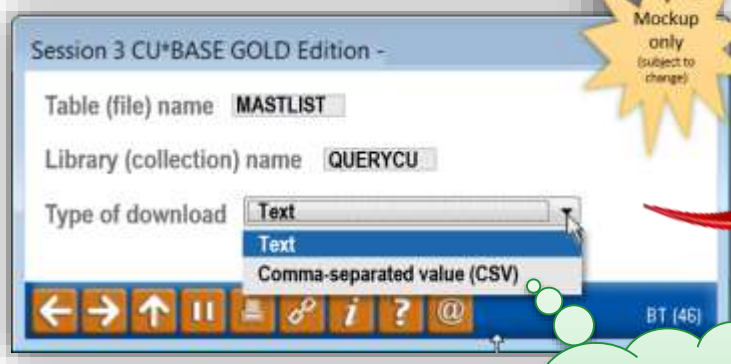 Mockup
only
(subject to
change)
Session 3 CU*BASE GOLD Edition -
Table (file) name MASTLIST
Library (collection) name QUERYCU
Type of download Text
Text
Comma-separated value (CSV)
i ? @ BT (46)